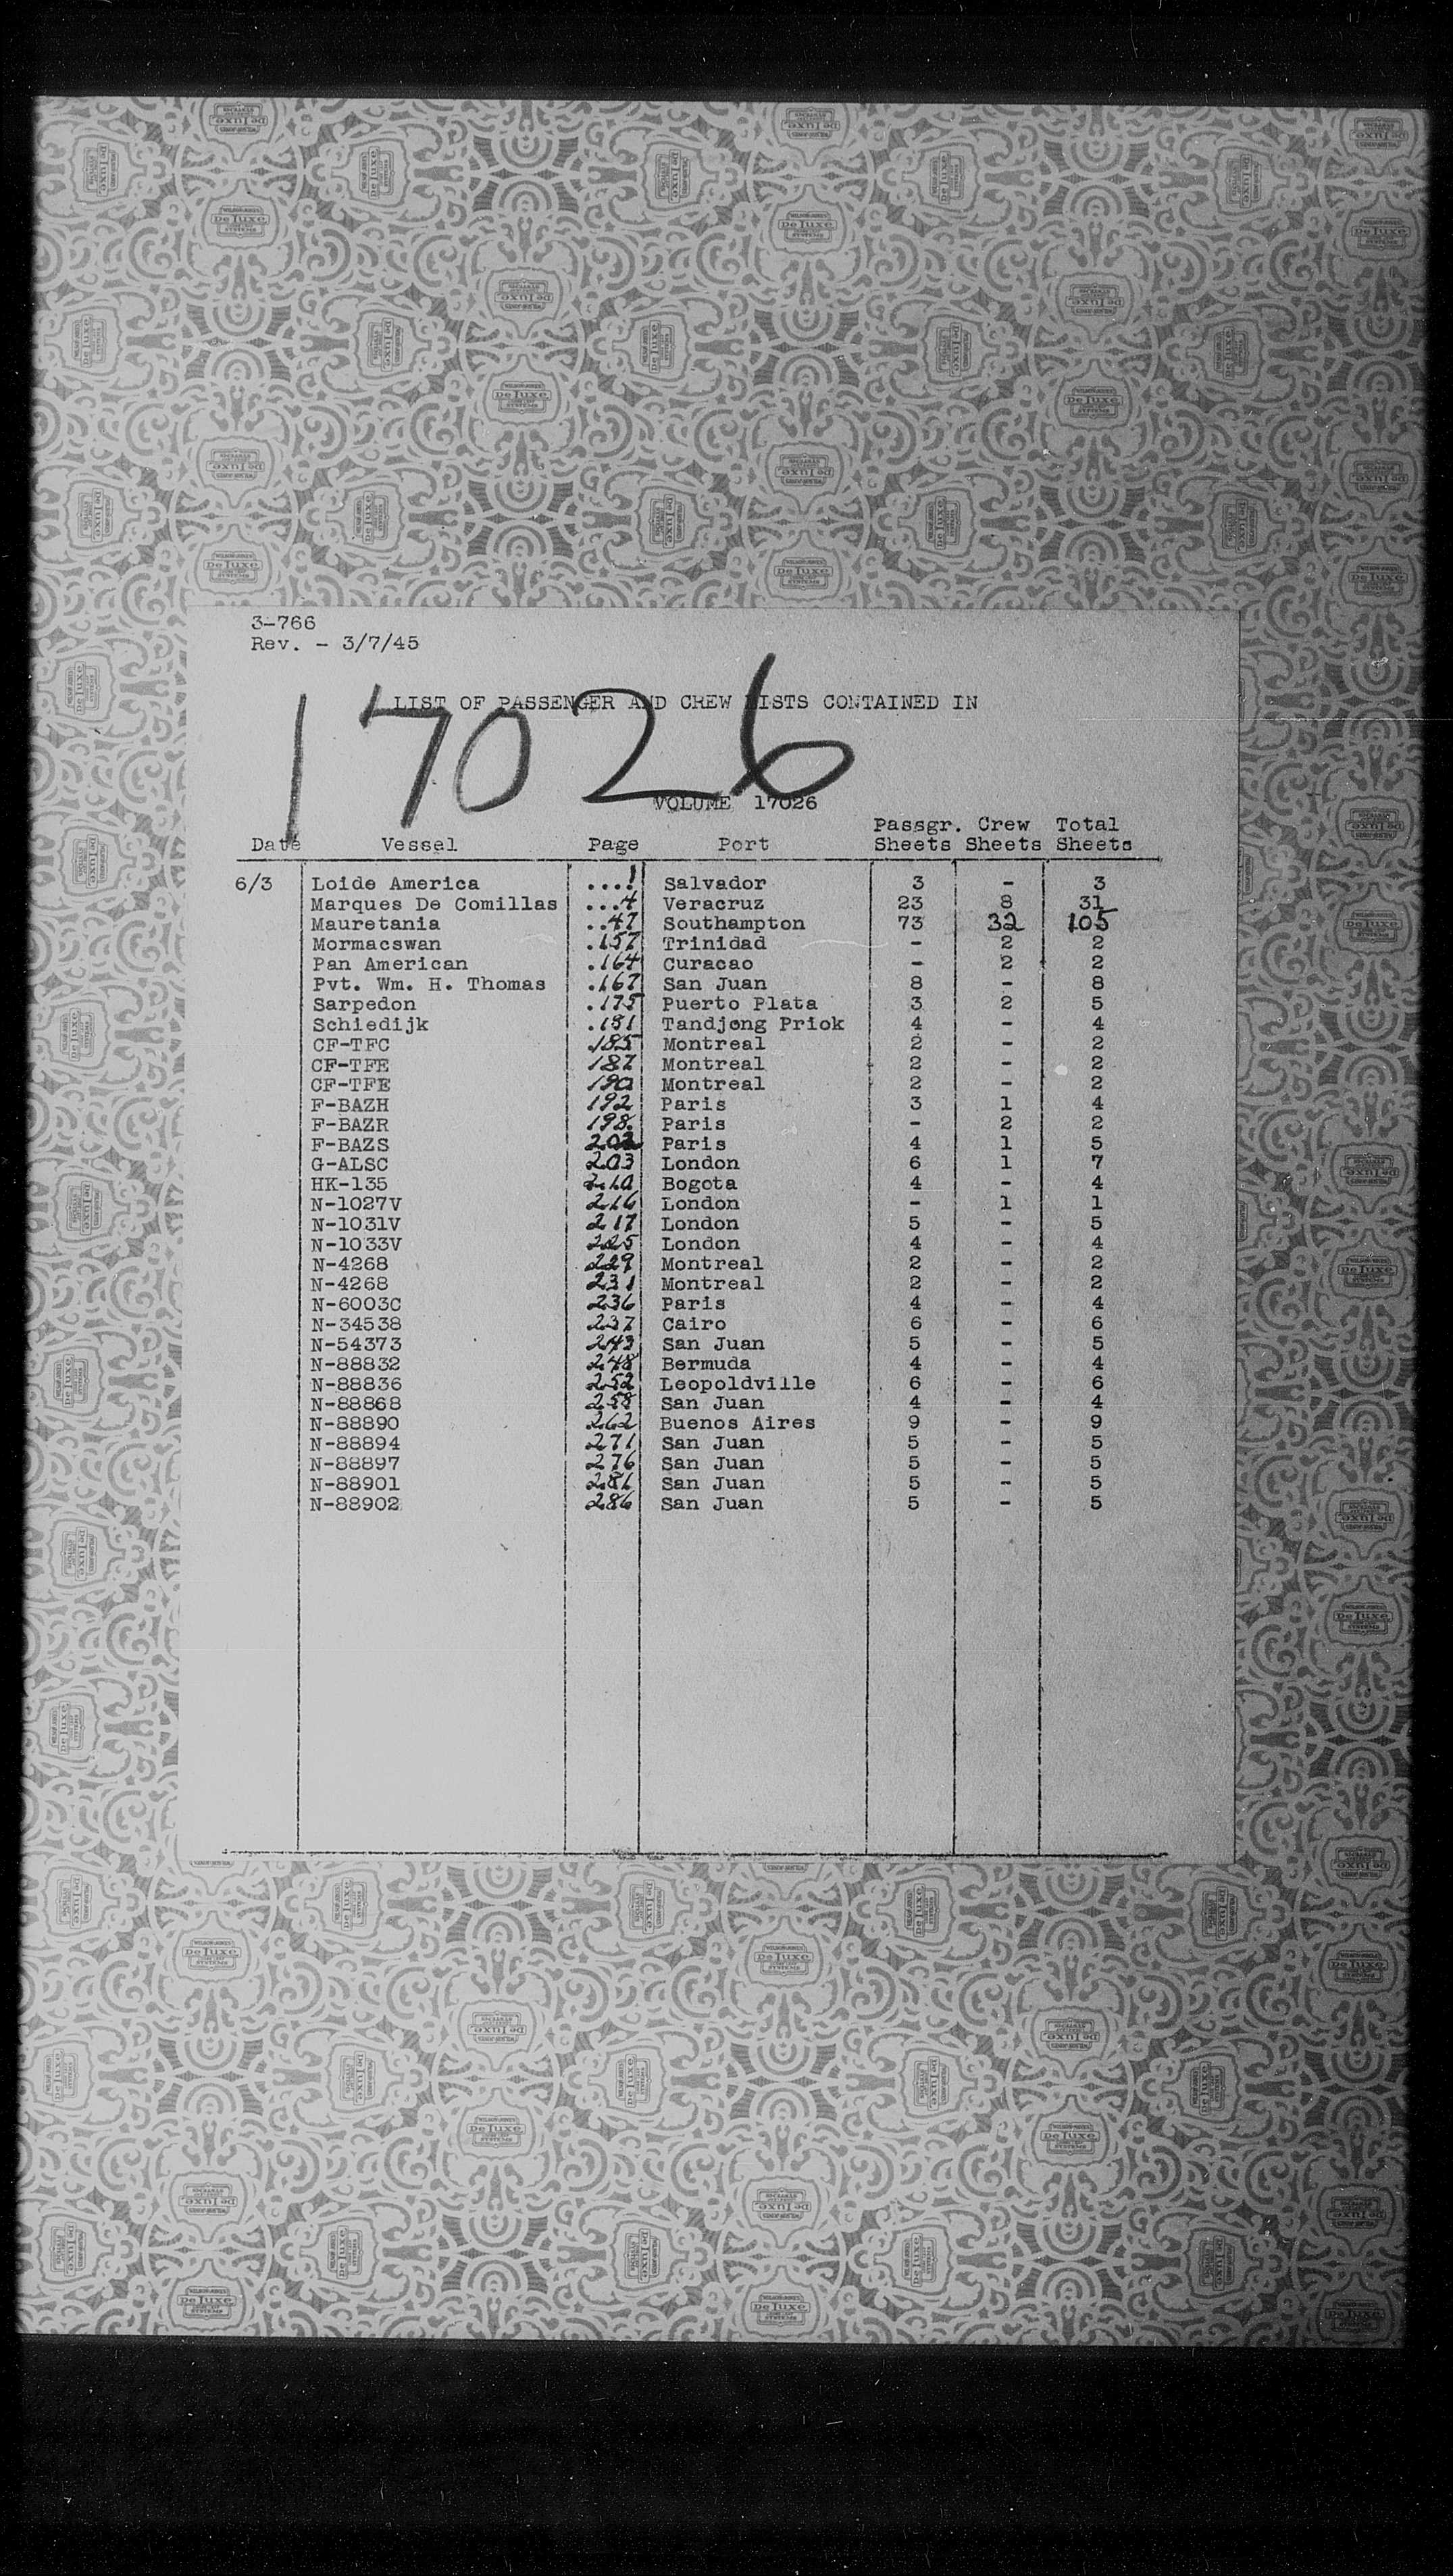 3-766
Rev. - 3/7/45
LIST OF PASSENGER AND CREW LISTS CONTAINED IN
17026
VOLUME 17026
Date Vessel Page Port Passgr. Sheets Crew Sheets Total Sheets
6/3 Loide America ....1 Salvador 3 - 3
Marques De Comillas ...4 Veracruz 23 8 31
Mauretania ..47 Southampton 73 32 105
Mormacswan .157 Trinidad - 2 2
Pan American .164 Curacao - 2 2
Pvt. Wm. H. Thomas .167 San Juan 8 - 8
Sarpedon .175 Puerto Plata 3 2 5
Schiedijk .181 Tandjong Priok 4 - 4
CF-TFC 185 Montreal 2 - 2
CF-TFE 187 Montreal 2 - 2
CF-TFE 190 Montreal 2 - 2
F-BAZH 192 Paris 3 1 4
F-BAZR 198. Paris - 2 2
F-BAZS 202 Paris 4 1 5
G-ALSC 203 London 6 1 7
HK-135 210 Bogota 4 - 4
N-1027V 216 London - 1 1
N-1031V 217 London 5 - 5
N-1033V 225 London 4 - 4
N-4268 229 Montreal 2 - 2
N-4268 231 Montreal 2 - 2
N-6003C 236 Paris 4 - 4
N-34538 237 Cairo 6 - 6
N-54373 243 San Juan 5 - 5
N-88832 248 Bermuda 4 - 4
N-88836 252 Leopoldville 6 - 6
N-88868 258 San Juan 4 - 4
N-88890 262 Buenos Aires 9 - 9
N-88894 271 San Juan 5 - 5
N-88897 276 San Juan 5 - 5
N-88901 281 San Juan 5 - 5
N-88902 286 San Juan 5 - 5
WILSON-JONES
De Luxe
SYSTEMS